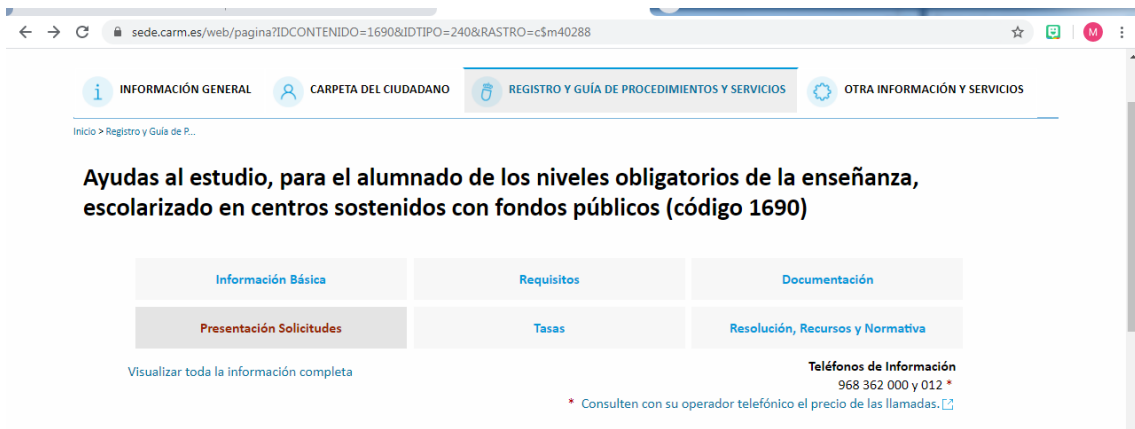 sede.carm.es/web/pagina?IDCONTENIDO=1690&IDTIPO=240&RASTRO=c$m40288
M
i INFORMACIÓN GENERAL
CARPETA DEL CIUDADANO
REGISTRO Y GUÍA DE PROCEDIMIENTOS Y SERVICIOS
OTRA INFORMACIÓN Y SERVICIOS
Inicio > Registro y Guía de P...
Ayudas al estudio, para el alumnado de los niveles obligatorios de la enseñanza,
escolarizado en centros sostenidos con fondos públicos (código 1690)
Información Básica
Requisitos
Documentación
Presentación Solicitudes
Tasas
Resolución, Recursos y Normativa
Visualizar toda la información completa
Teléfonos de Información
968 362 000 y 012 *
* Consulten con su operador telefónico el precio de las llamadas.